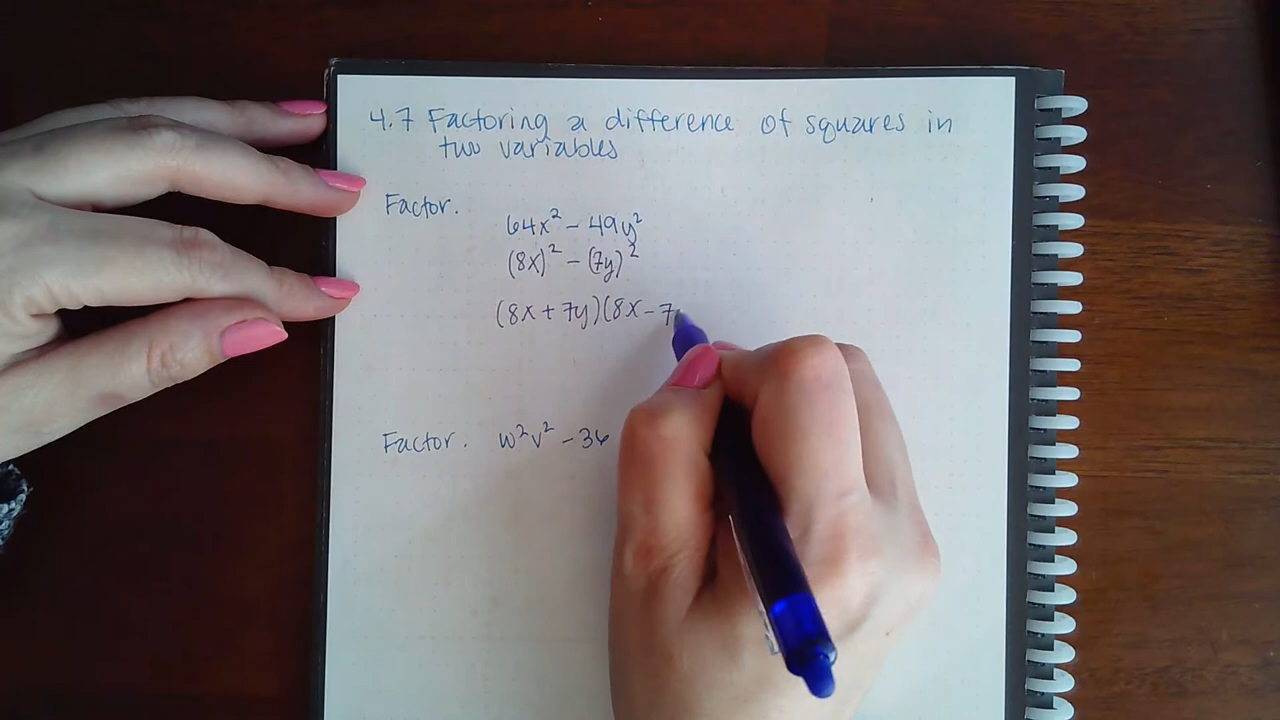 4.7 Factoring a difference of squares in
two variables
Factor.
64x² - 49y²
(8x)² - (7y)²
(8x + 7y)(8x - 7
Factor. w²v² - 36